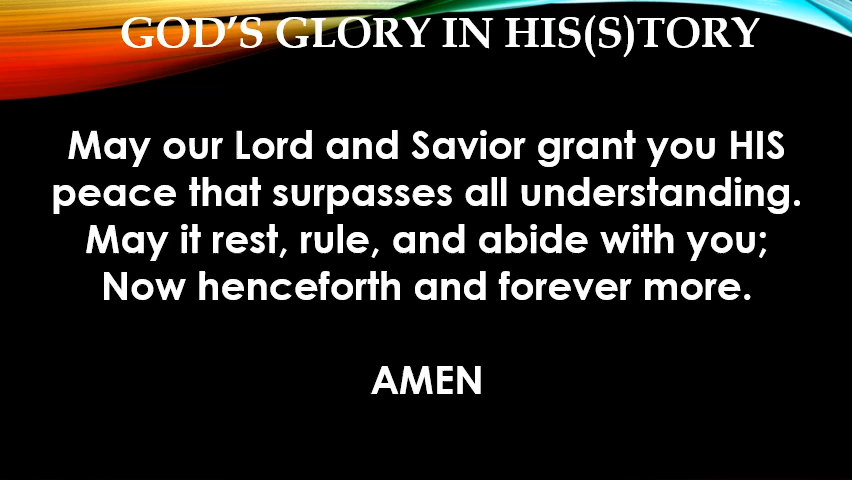 GOD’S GLORY IN HIS(S)TORY
May our Lord and Savior grant you HIS
peace that surpasses all understanding.
May it rest, rule, and abide with you;
Now henceforth and forever more.
AMEN